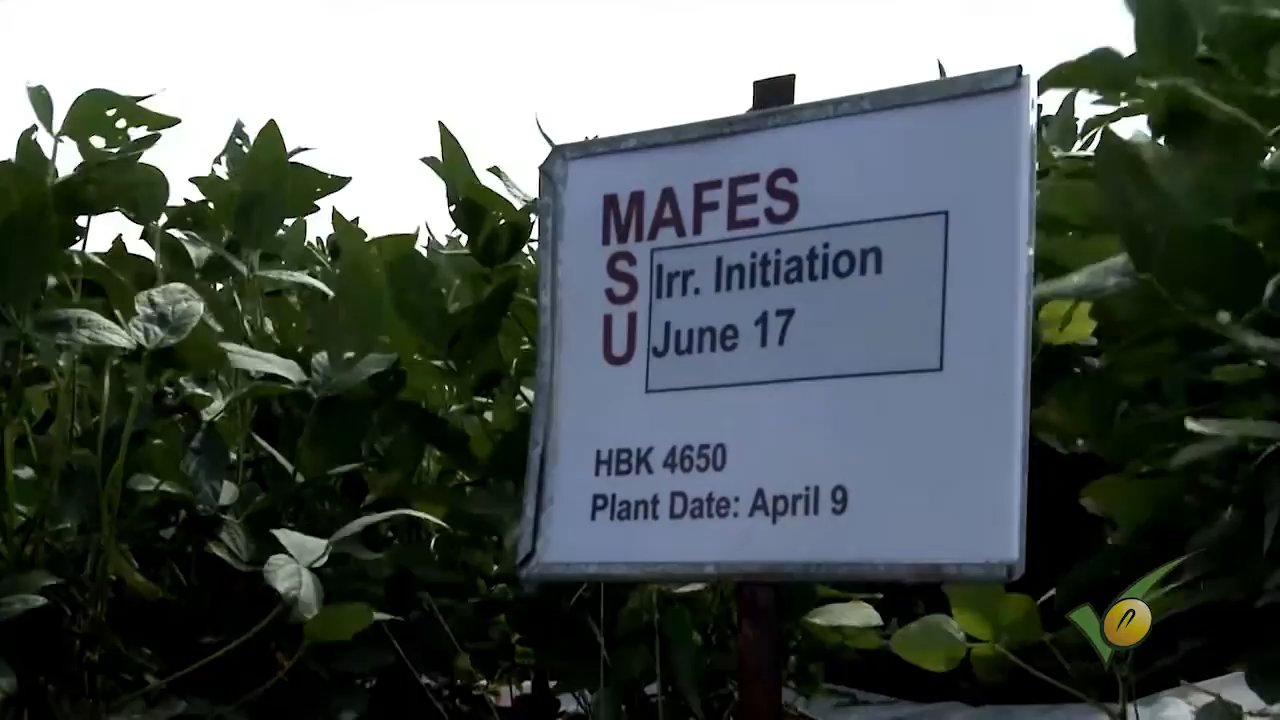 MAFES
S
U
Irr. Initiation
June 17
HBK 4650
Plant Date: April 9